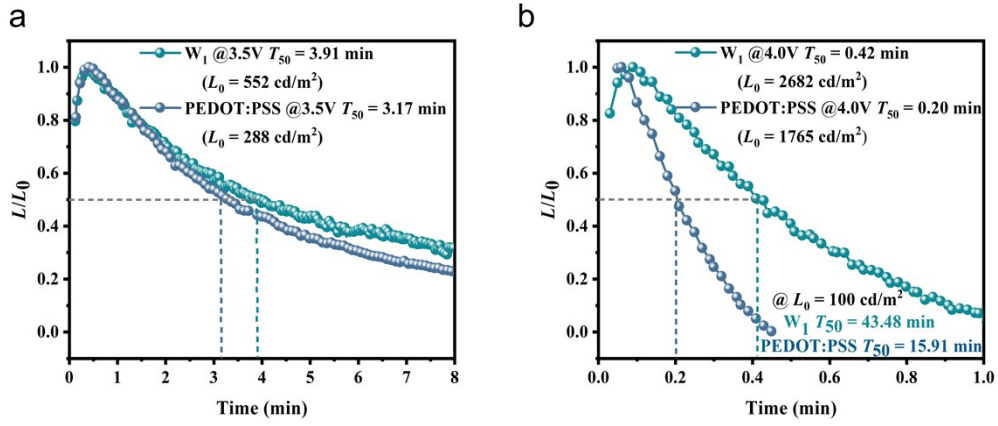 a
W₁ @3.5V T₅₀ = 3.91 min
(L₀ = 552 cd/m²)
PEDOT:PSS @3.5V T₅₀ = 3.17 min
(L₀ = 288 cd/m²)
L/L₀
1.0
0.8
0.6
0.4
0.2
0.0
0 1 2 3 4 5 6 7 8
Time (min)
b
W₁ @4.0V T₅₀ = 0.42 min
(L₀ = 2682 cd/m²)
PEDOT:PSS @4.0V T₅₀ = 0.20 min
(L₀ = 1765 cd/m²)
L/L₀
1.0
0.8
0.6
0.4
0.2
0.0
@ L₀ = 100 cd/m²
W₁ T₅₀ = 43.48 min
PEDOT:PSS T₅₀ = 15.91 min
0.0 0.2 0.4 0.6 0.8 1.0
Time (min)